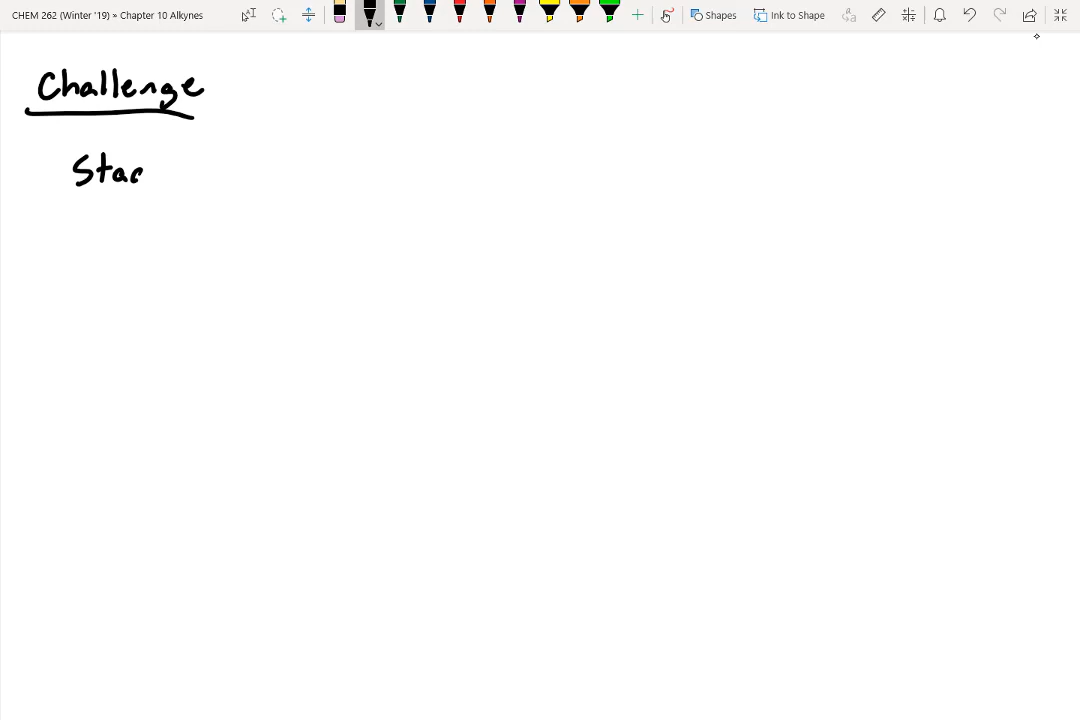 CHEM 262 (Winter '19) » Chapter 10 Alkynes Shapes Ink to Shape
Challenge
Star